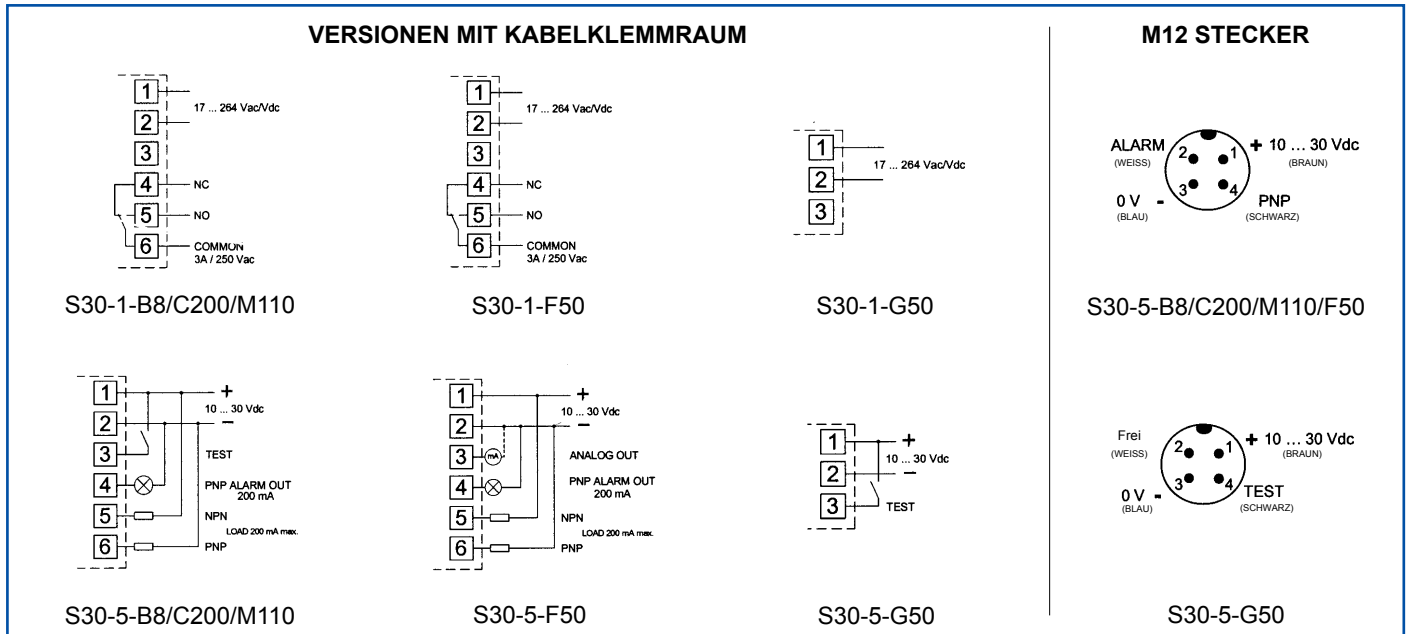 VERSIONEN MIT KABELKLEMMRAUM
M12 STECKER
1
2
3
4
5
6
17 ... 264 Vac/Vdc
NC
NO
COMMON
3A / 250 Vac
S30-1-B8/C200/M110
1
2
3
4
5
6
17 ... 264 Vac/Vdc
NC
NO
COMMON
3A / 250 Vac
S30-1-F50
1
2
3
17 ... 264 Vac/Vdc
S30-1-G50
ALARM
(WEISS)
2
1
+ 10 ... 30 Vdc
(BRAUN)
3
4
0 V -
(BLAU)
PNP
(SCHWARZ)
S30-5-B8/C200/M110/F50
1
2
3
4
5
6
+
10 ... 30 Vdc
–
TEST
PNP ALARM OUT
200 mA
NPN
LOAD 200 mA max.
PNP
S30-5-B8/C200/M110
1
2
3
4
5
6
+
10 ... 30 Vdc
–
mA
ANALOG OUT
PNP ALARM OUT
200 mA
NPN
LOAD 200 mA max.
PNP
S30-5-F50
1
2
3
+
10 ... 30 Vdc
–
TEST
S30-5-G50
Frei
(WEISS)
2
1
+ 10 ... 30 Vdc
(BRAUN)
3
4
0 V -
(BLAU)
TEST
(SCHWARZ)
S30-5-G50